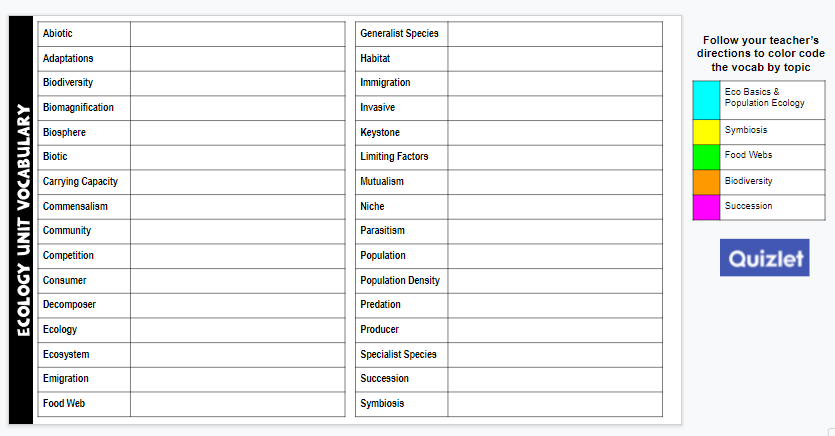 ECOLOGY UNIT VOCABULARY
Abiotic
Adaptations
Biodiversity
Biomagnification
Biosphere
Biotic
Carrying Capacity
Commensalism
Community
Competition
Consumer
Decomposer
Ecology
Ecosystem
Emigration
Food Web
Generalist Species
Habitat
Immigration
Invasive
Keystone
Limiting Factors
Mutualism
Niche
Parasitism
Population
Population Density
Predation
Producer
Specialist Species
Succession
Symbiosis
Follow your teacher's
directions to color code
the vocab by topic
Eco Basics &
Population Ecology
Symbiosis
Food Webs
Biodiversity
Succession
Quizlet